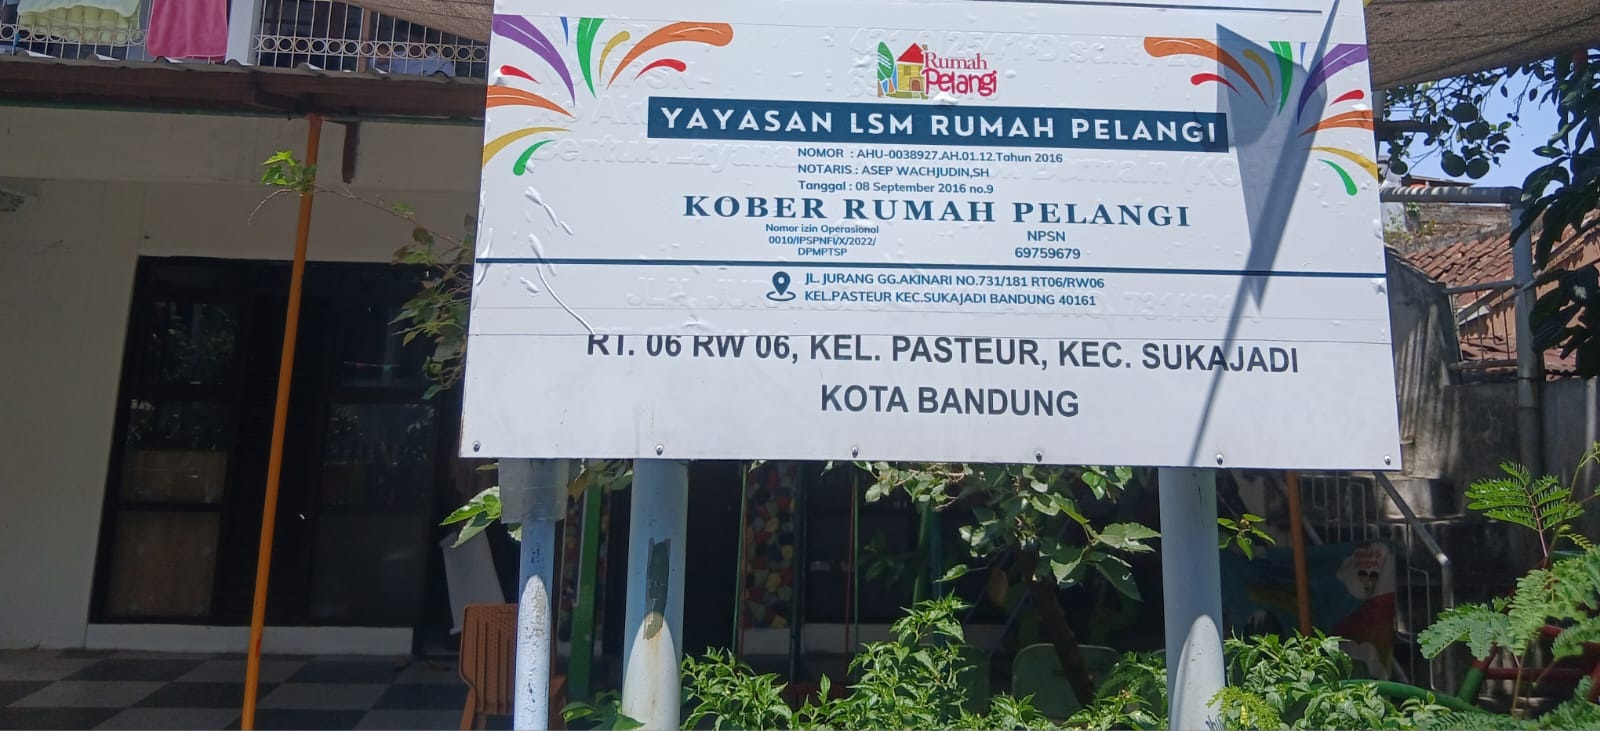 Rumah
Pelangi
YAYASAN LSM RUMAH PELANGI
NOMOR : AHU-0038927.AH.01.12.Tahun 2016
NOTARIS : ASEP WACHJUDIN,SH
Tanggal : 08 September 2016 no.9
KOBER RUMAH PELANGI
Nomor izin Operasional
0010/IPSPNFI/X/2022/
DPMPTSP
NPSN
69759679
JL. JURANG GG.AKINARI NO.731/181 RT06/RW06
KEL.PASTEUR KEC.SUKAJADI BANDUNG 40161
RT. 06 RW 06, KEL. PASTEUR, KEC. SUKAJADI
KOTA BANDUNG